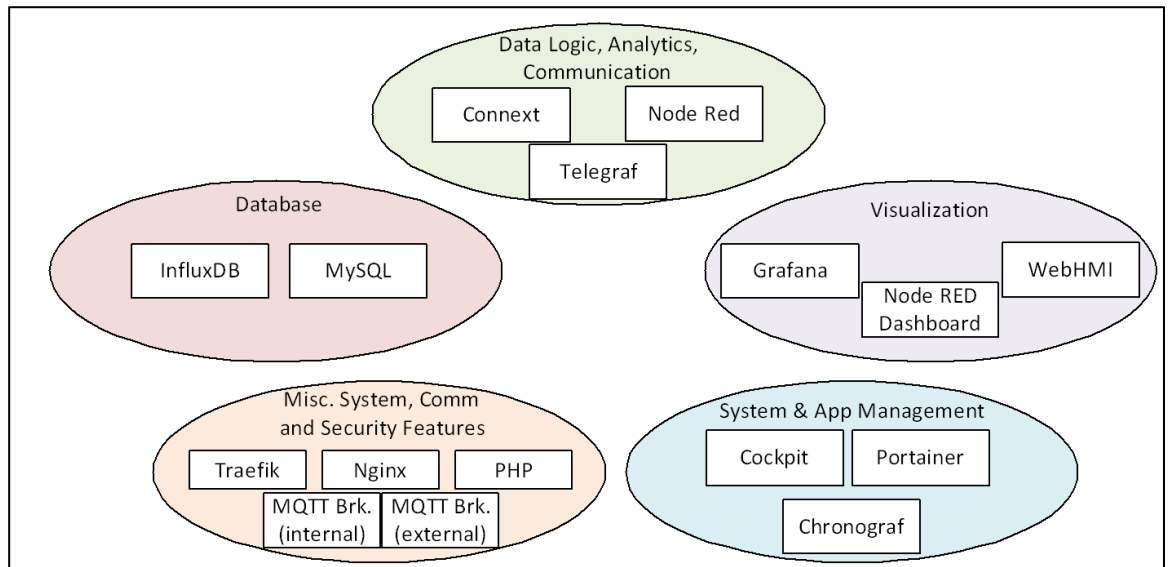 Data Logic, Analytics,
Communication
Connext
Node Red
Telegraf
Database
InfluxDB
MySQL
Visualization
Grafana
WebHMI
Node RED
Dashboard
Misc. System, Comm
and Security Features
Traefik
Nginx
PHP
MQTT Brk.
(internal)
MQTT Brk.
(external)
System & App Management
Cockpit
Portainer
Chronograf